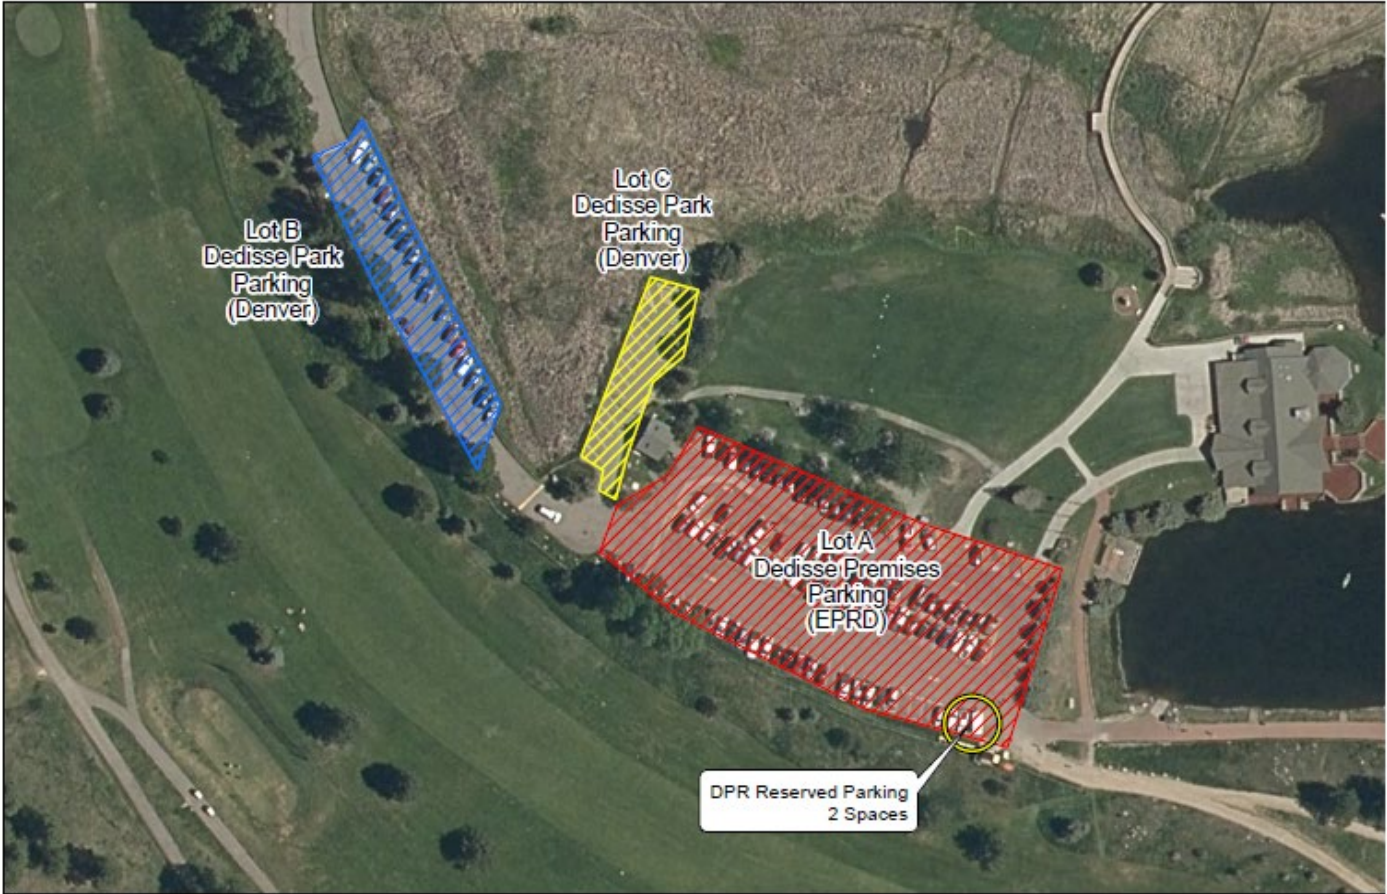 Lot B
Dedisse Park
Parking
(Denver)
Lot C
Dedisse Park
Parking
(Denver)
Lot A
Dedisse Premises
Parking
(EPRD)
DPR Reserved Parking
2 Spaces